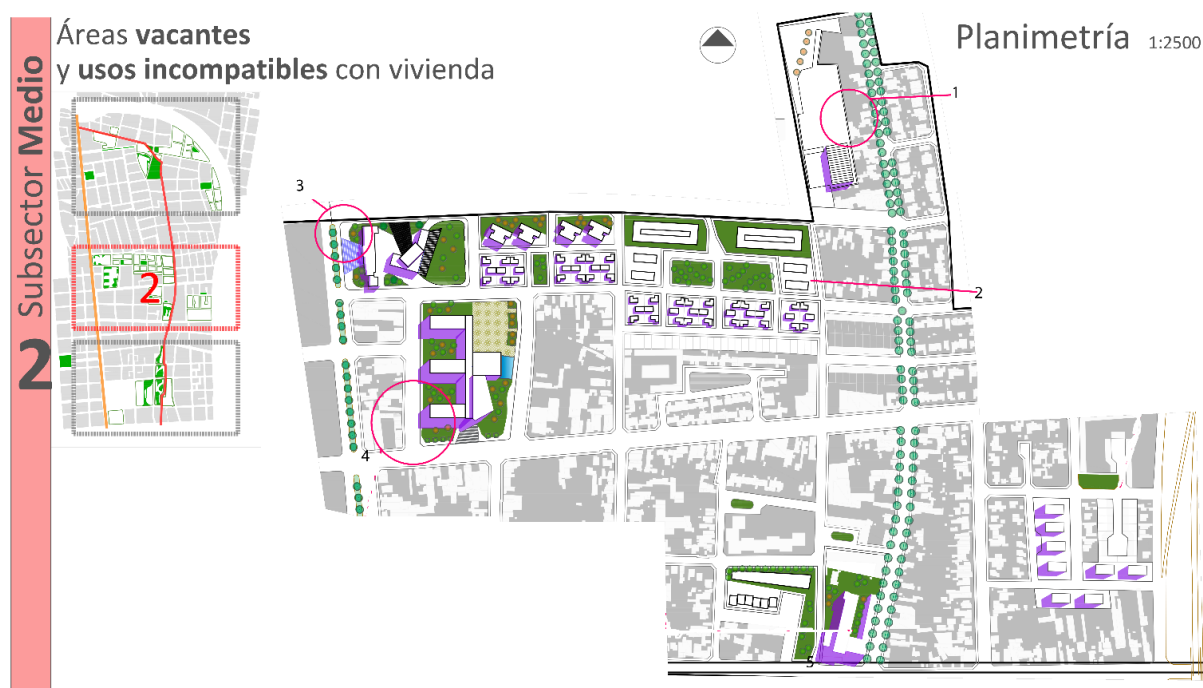 2 Subsector Medio
Áreas vacantes
y usos incompatibles con vivienda
2
Planimetría 1:2500
1
2
3
4
5